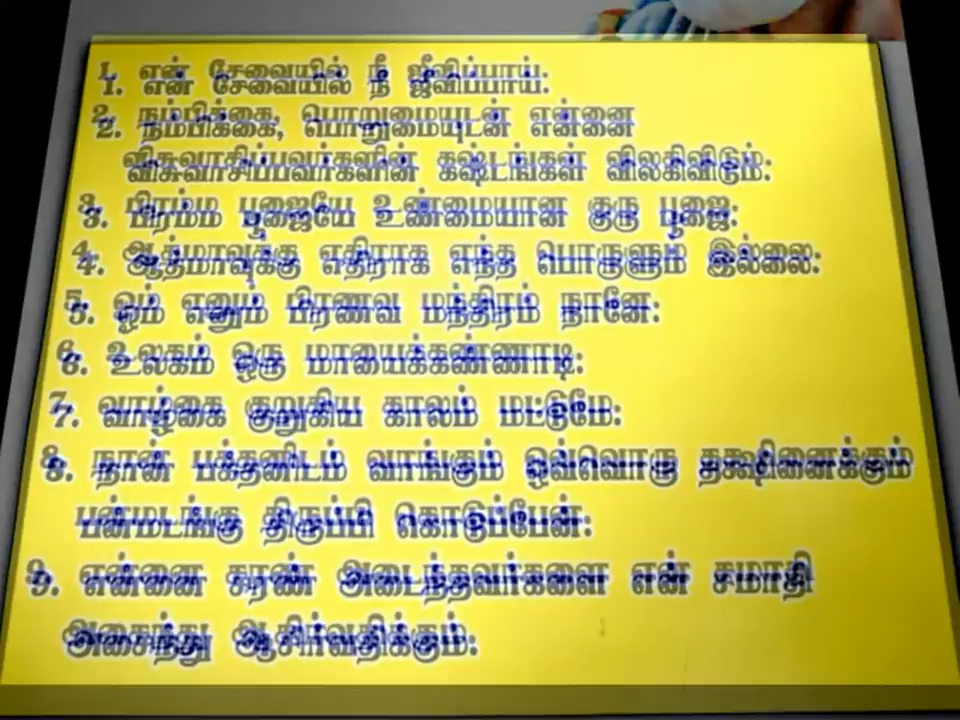 1. என் சேவையில் நீ ஜீவிப்பாய்.
2. நம்பிக்கை, பொறுமையுடன் என்னை
விசுவாசிப்பவர்களின் கஷ்டங்கள் விலகிவிடும்.
3. பிரம்ம பூஜையே உண்மையான குரு பூஜை.
4. ஆத்மாவுக்கு எதிராக எந்த பொருளும் இல்லை.
5. ஓம் எனும் பிரணவ மந்திரம் நானே.
6. உலகம் ஒரு மாயைக்கண்ணாடி.
7. வாழ்கை குறுகிய காலம் மட்டுமே.
8. நான் பக்தனிடம் வாங்கும் ஒவ்வொரு தக்ஷினைக்கும்
பன்மடங்கு திருப்பி கொடுப்பேன்.
9. என்னை சரண் அடைந்தவர்களை என் சமாதி
அசைந்து ஆசிர்வதிக்கும்.